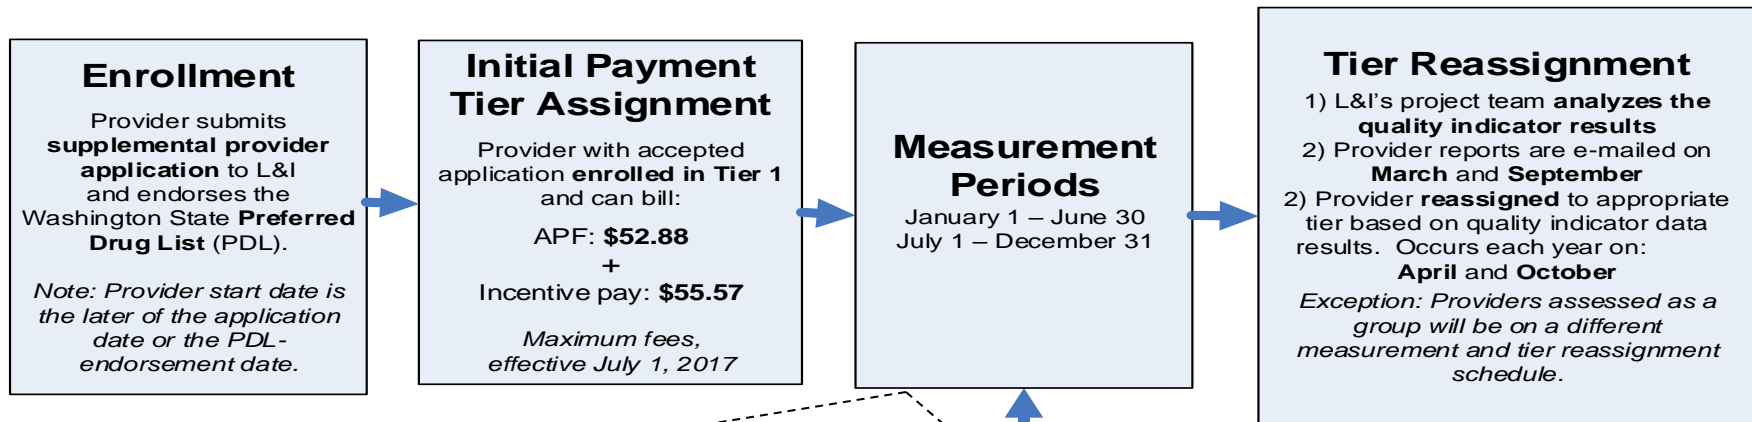 Enrollment
Provider submits
supplemental provider
application to L&I
and endorses the
Washington State Preferred
Drug List (PDL).
Note: Provider start date is
the later of the application
date or the PDL-
endorsement date.
Initial Payment
Tier Assignment
Provider with accepted
application enrolled in Tier 1
and can bill:
APF: $52.88
+
Incentive pay: $55.57
Maximum fees,
effective July 1, 2017
Measurement
Periods
January 1 – June 30
July 1 – December 31
Tier Reassignment
1) L&I’s project team analyzes the
quality indicator results
2) Provider reports are e-mailed on
March and September
2) Provider reassigned to appropriate
tier based on quality indicator data
results. Occurs each year on:
April and October
Exception: Providers assessed as a
group will be on a different
measurement and tier reassignment
schedule.